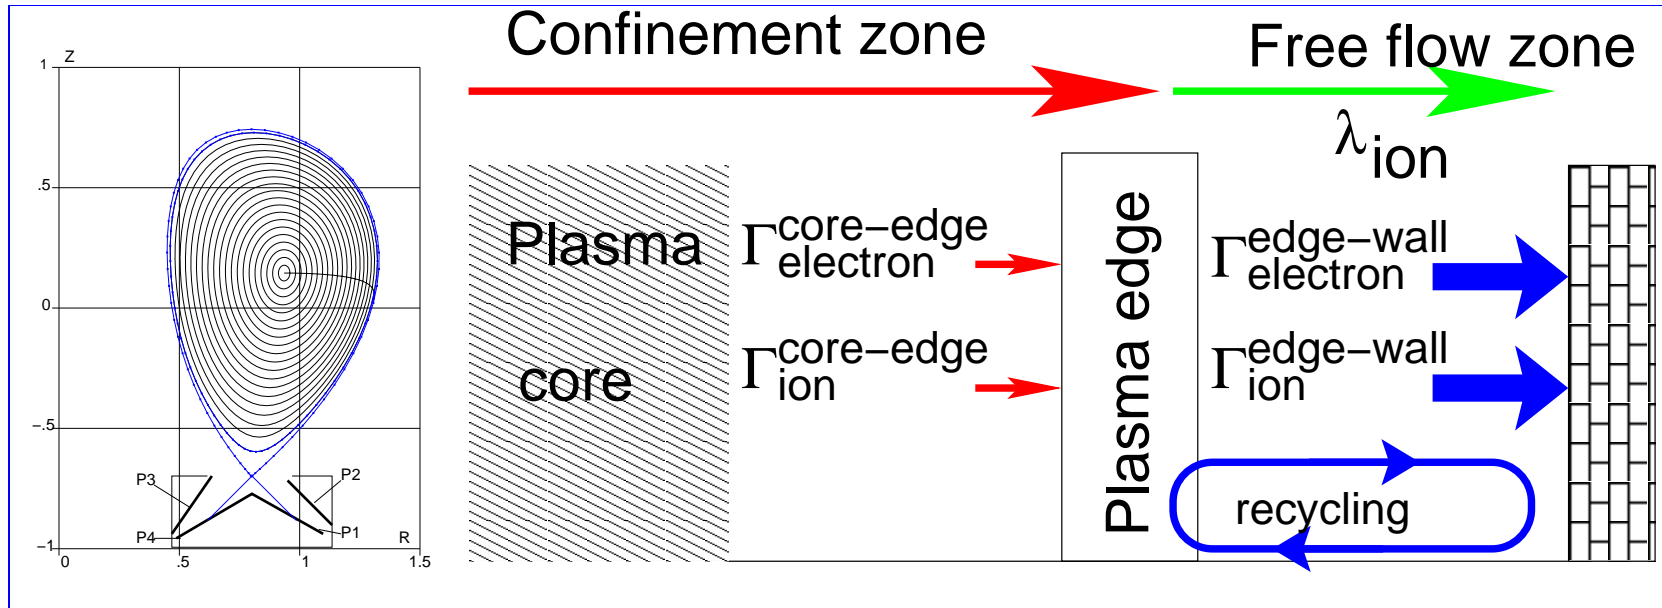 Z
1
.5
0
−.5
−1
0
.5
1
1.5
R
P3
P4
P2
P1
Confinement zone
Free flow zone
λion
Plasma
core
Γcore−edge electron
Γcore−edge ion
Plasma edge
Γedge−wall electron
Γedge−wall ion
recycling